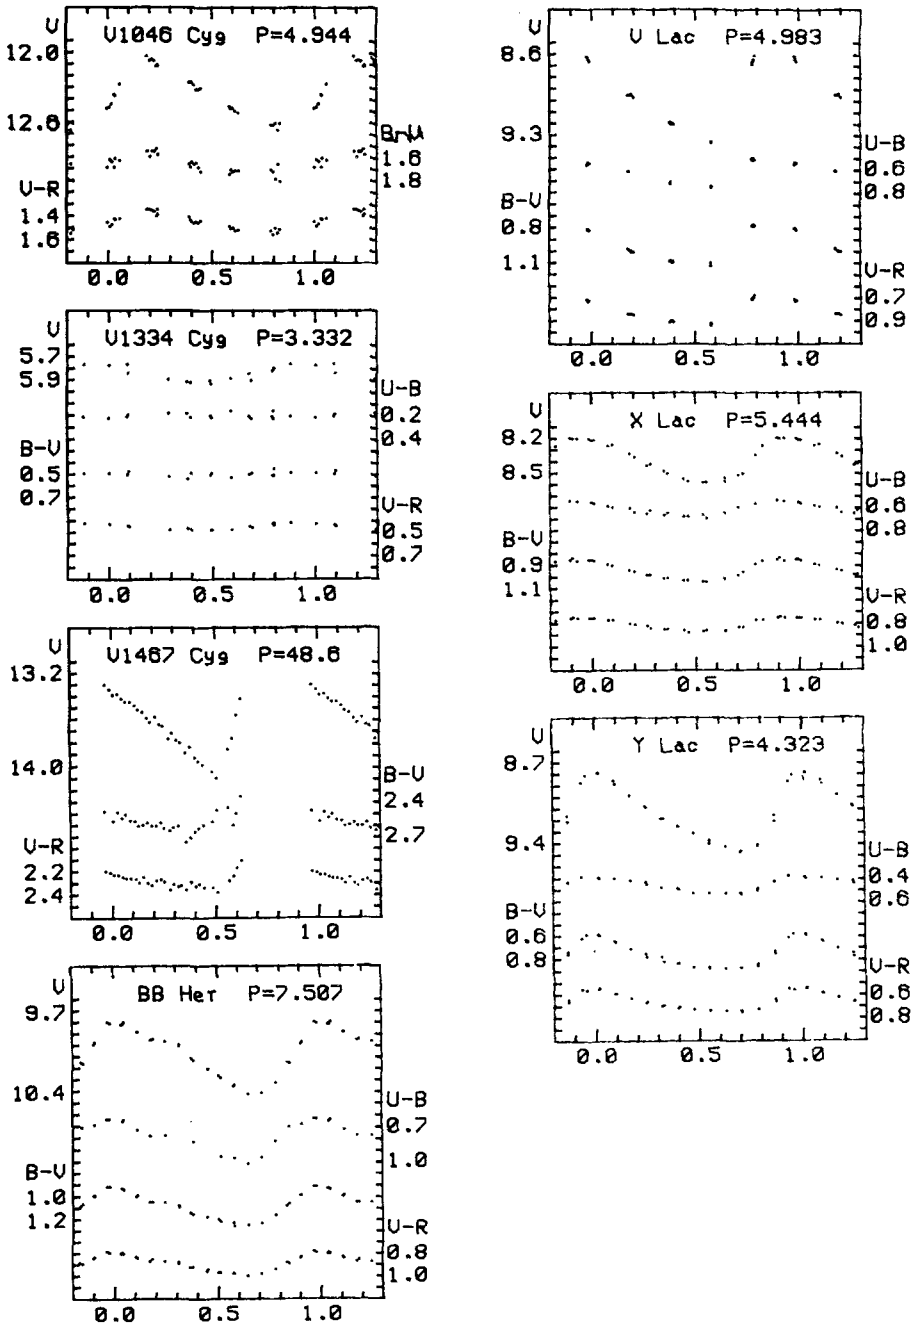 V1046 Cyg P=4.944
V
12.0
12.6
B-V
1.6
1.8
V-R
1.4
1.6
0.0 0.5 1.0
V1334 Cyg P=3.332
V
5.7
5.9
U-B
0.2
0.4
B-V
0.5
0.7
V-R
0.5
0.7
0.0 0.5 1.0
V1467 Cyg P=48.6
V
13.2
14.0
B-V
2.4
2.7
V-R
2.2
2.4
0.0 0.5 1.0
BB Her P=7.507
V
9.7
10.4
U-B
0.7
1.0
B-V
1.0
1.2
V-R
0.8
1.0
0.0 0.5 1.0
V Lac P=4.983
V
8.6
9.3
U-B
0.6
0.8
B-V
0.8
1.1
V-R
0.7
0.9
0.0 0.5 1.0
X Lac P=5.444
V
8.2
8.5
U-B
0.6
0.8
B-V
0.9
1.1
V-R
0.8
1.0
0.0 0.5 1.0
Y Lac P=4.323
V
8.7
9.4
U-B
0.4
0.6
B-V
0.6
0.8
V-R
0.6
0.8
0.0 0.5 1.0